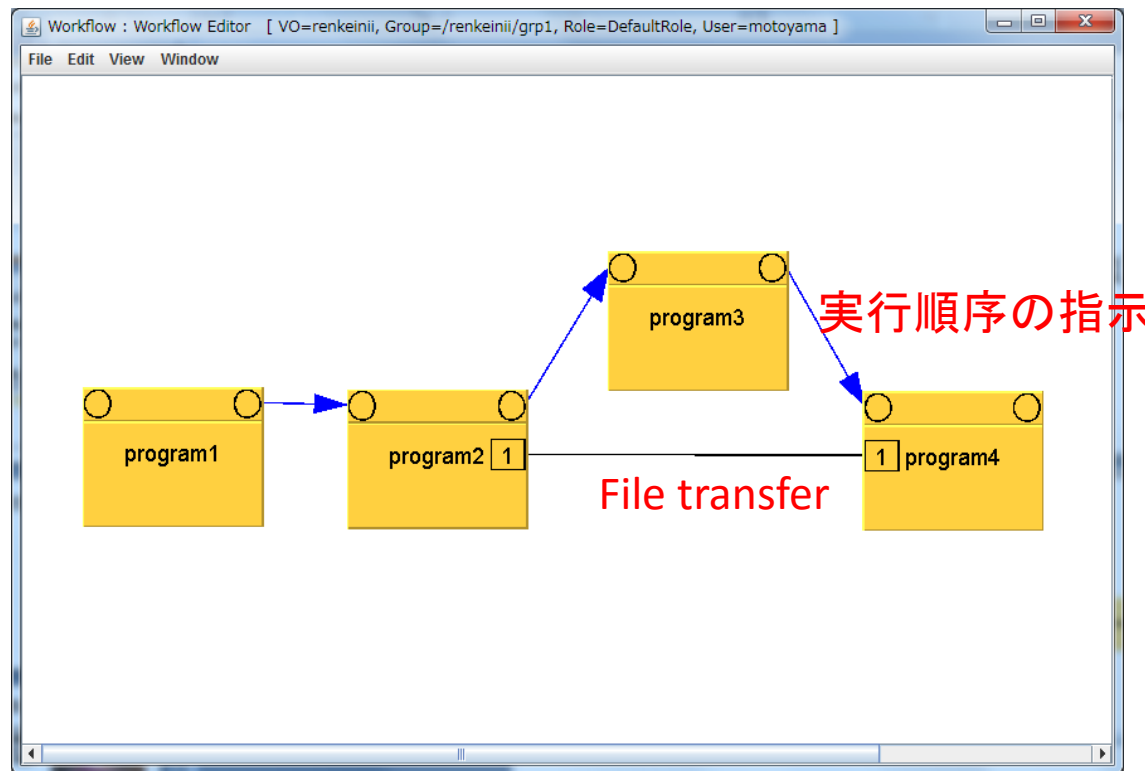 Workflow : Workflow Editor [ VO=renkeinii, Group=/renkeinii/grp1, Role=DefaultRole, User=motoyama ]
File Edit View Window
program3
実行順序の指示
program1
program2 1
1 program4
File transfer